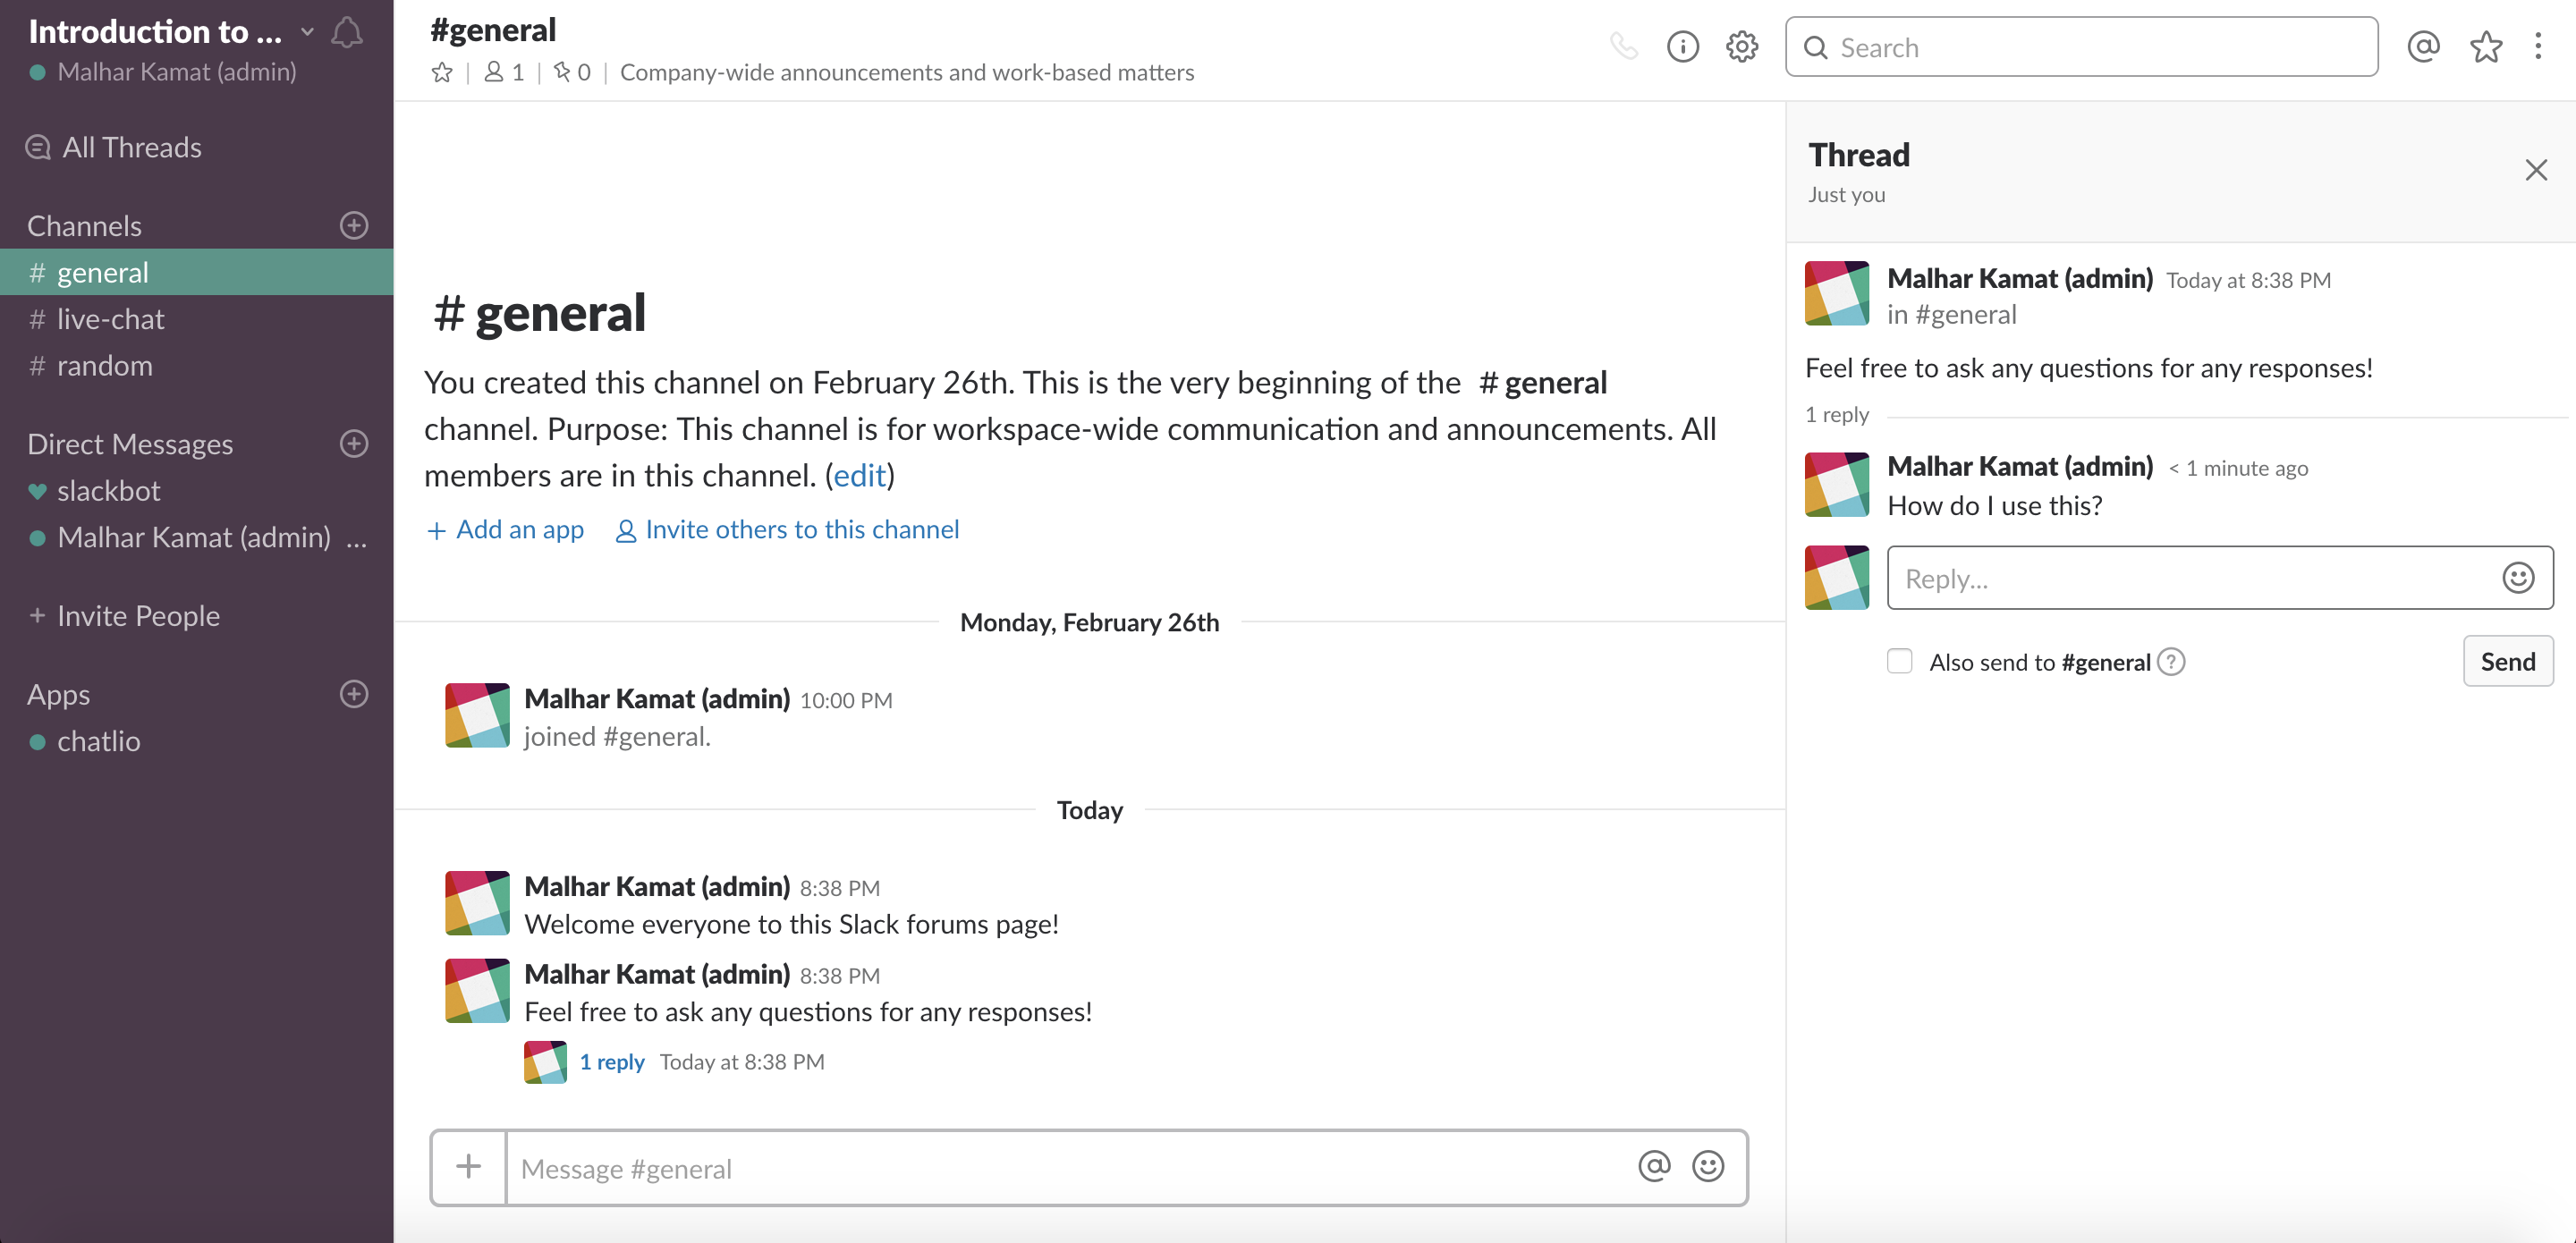 Introduction to ...
Malhar Kamat (admin)
All Threads
Channels
# general
# live-chat
# random
Direct Messages
slackbot
Malhar Kamat (admin) ...
+ Invite People
Apps
chatlio
#general
1 | 0 | Company-wide announcements and work-based matters
Search
# general
You created this channel on February 26th. This is the very beginning of the # general
channel. Purpose: This channel is for workspace-wide communication and announcements. All
members are in this channel. (edit)
+ Add an app Invite others to this channel
Monday, February 26th
Malhar Kamat (admin) 10:00 PM
joined #general.
Today
Malhar Kamat (admin) 8:38 PM
Welcome everyone to this Slack forums page!
Malhar Kamat (admin) 8:38 PM
Feel free to ask any questions for any responses!
1 reply Today at 8:38 PM
Message #general
Thread
Just you
Malhar Kamat (admin) Today at 8:38 PM
in #general
Feel free to ask any questions for any responses!
1 reply
Malhar Kamat (admin) < 1 minute ago
How do I use this?
Reply...
Also send to #general ?
Send